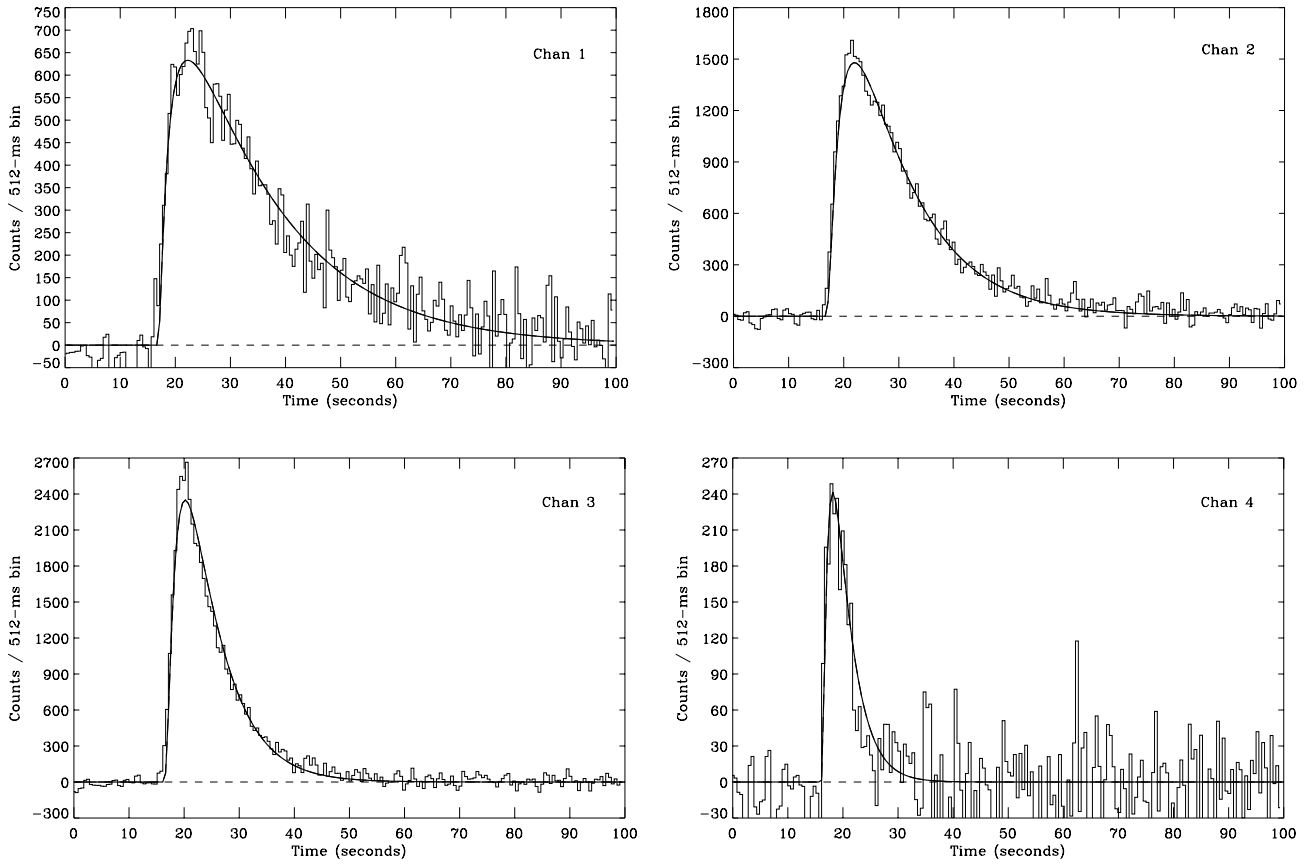 750
700
650
600
550
500
450
400
350
300
250
200
150
100
50
0
−50
Counts / 512−ms bin
Chan 1
0 10 20 30 40 50 60 70 80 90 100
Time (seconds)
1800
1500
1200
900
600
300
0
−300
Counts / 512−ms bin
Chan 2
0 10 20 30 40 50 60 70 80 90 100
Time (seconds)
2700
2400
2100
1800
1500
1200
900
600
300
0
−300
Counts / 512−ms bin
Chan 3
0 10 20 30 40 50 60 70 80 90 100
Time (seconds)
270
240
210
180
150
120
90
60
30
0
−30
Counts / 512−ms bin
Chan 4
0 10 20 30 40 50 60 70 80 90 100
Time (seconds)